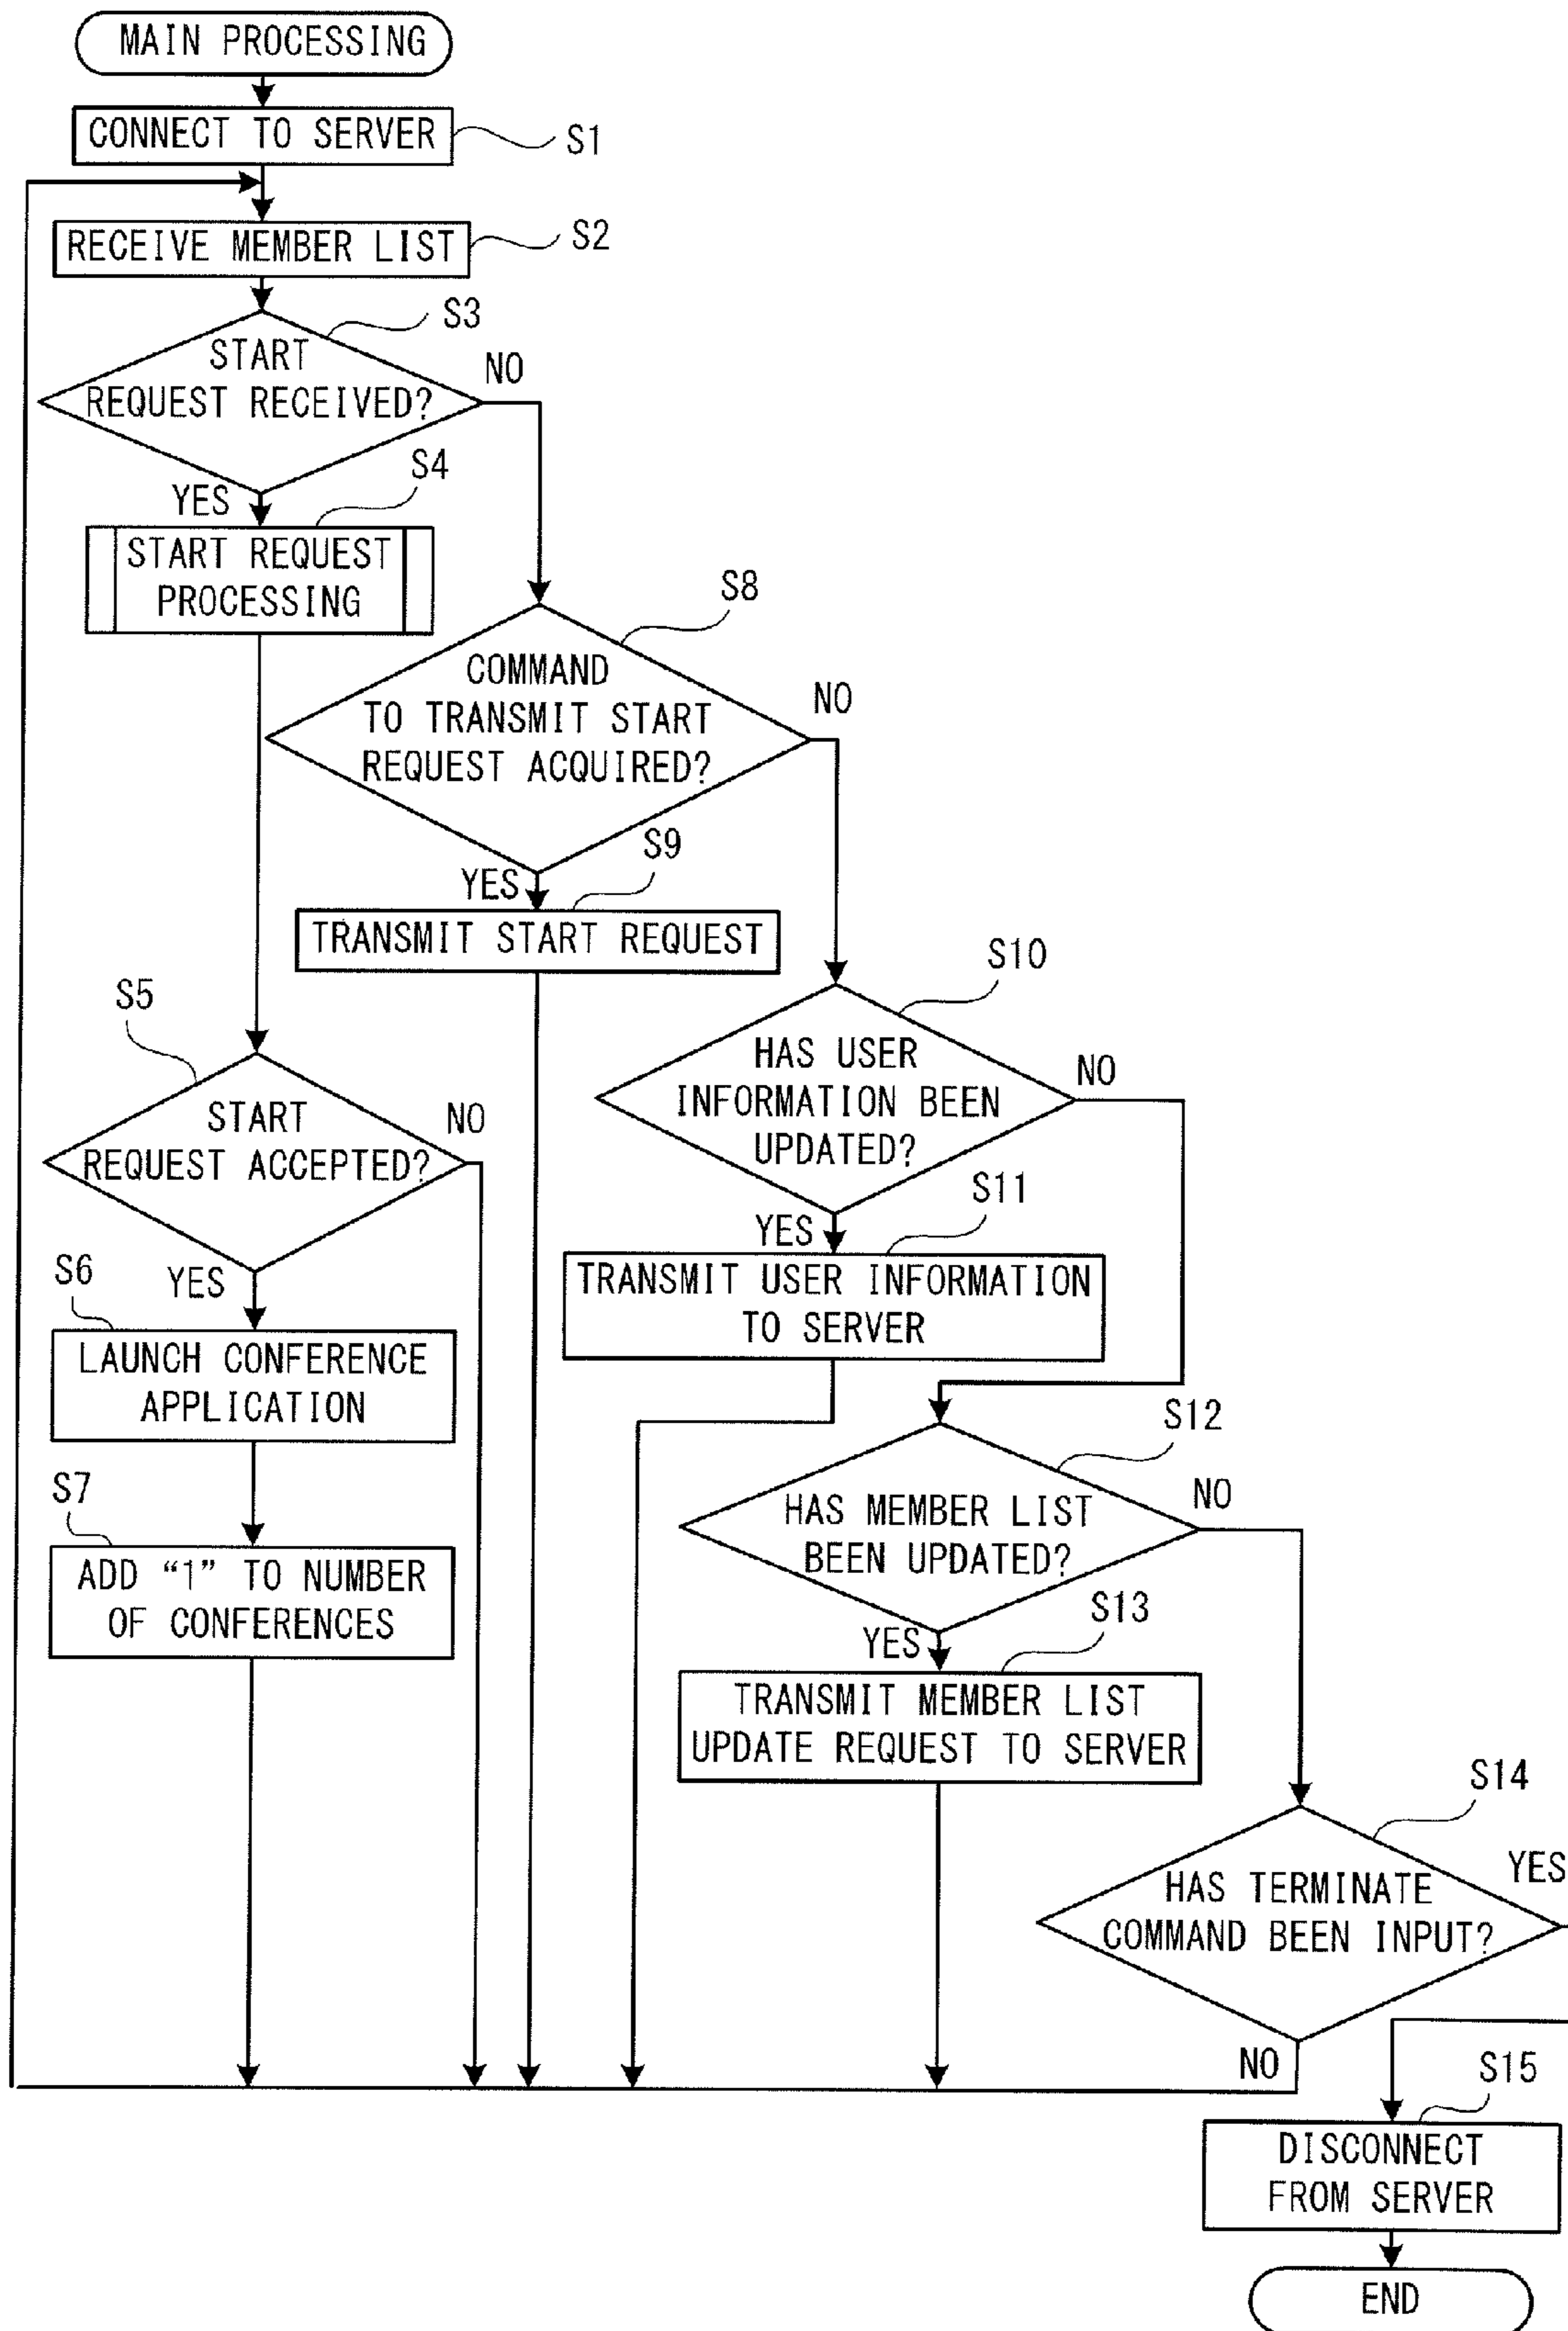 MAIN PROCESSING
CONNECT TO SERVER
S1
RECEIVE MEMBER LIST
S2
S3
START
REQUEST RECEIVED?
NO
YES
S4
START REQUEST
PROCESSING
S8
COMMAND
TO TRANSMIT START
REQUEST ACQUIRED?
NO
YES
S9
TRANSMIT START REQUEST
S10
HAS USER
INFORMATION BEEN
UPDATED?
NO
S5
START
REQUEST ACCEPTED?
NO
YES
S11
TRANSMIT USER INFORMATION
TO SERVER
YES
S6
LAUNCH CONFERENCE
APPLICATION
S12
HAS MEMBER LIST
BEEN UPDATED?
NO
S7
ADD “1” TO NUMBER
OF CONFERENCES
YES
S13
TRANSMIT MEMBER LIST
UPDATE REQUEST TO SERVER
S14
HAS TERMINATE
COMMAND BEEN INPUT?
YES
NO
S15
DISCONNECT
FROM SERVER
END